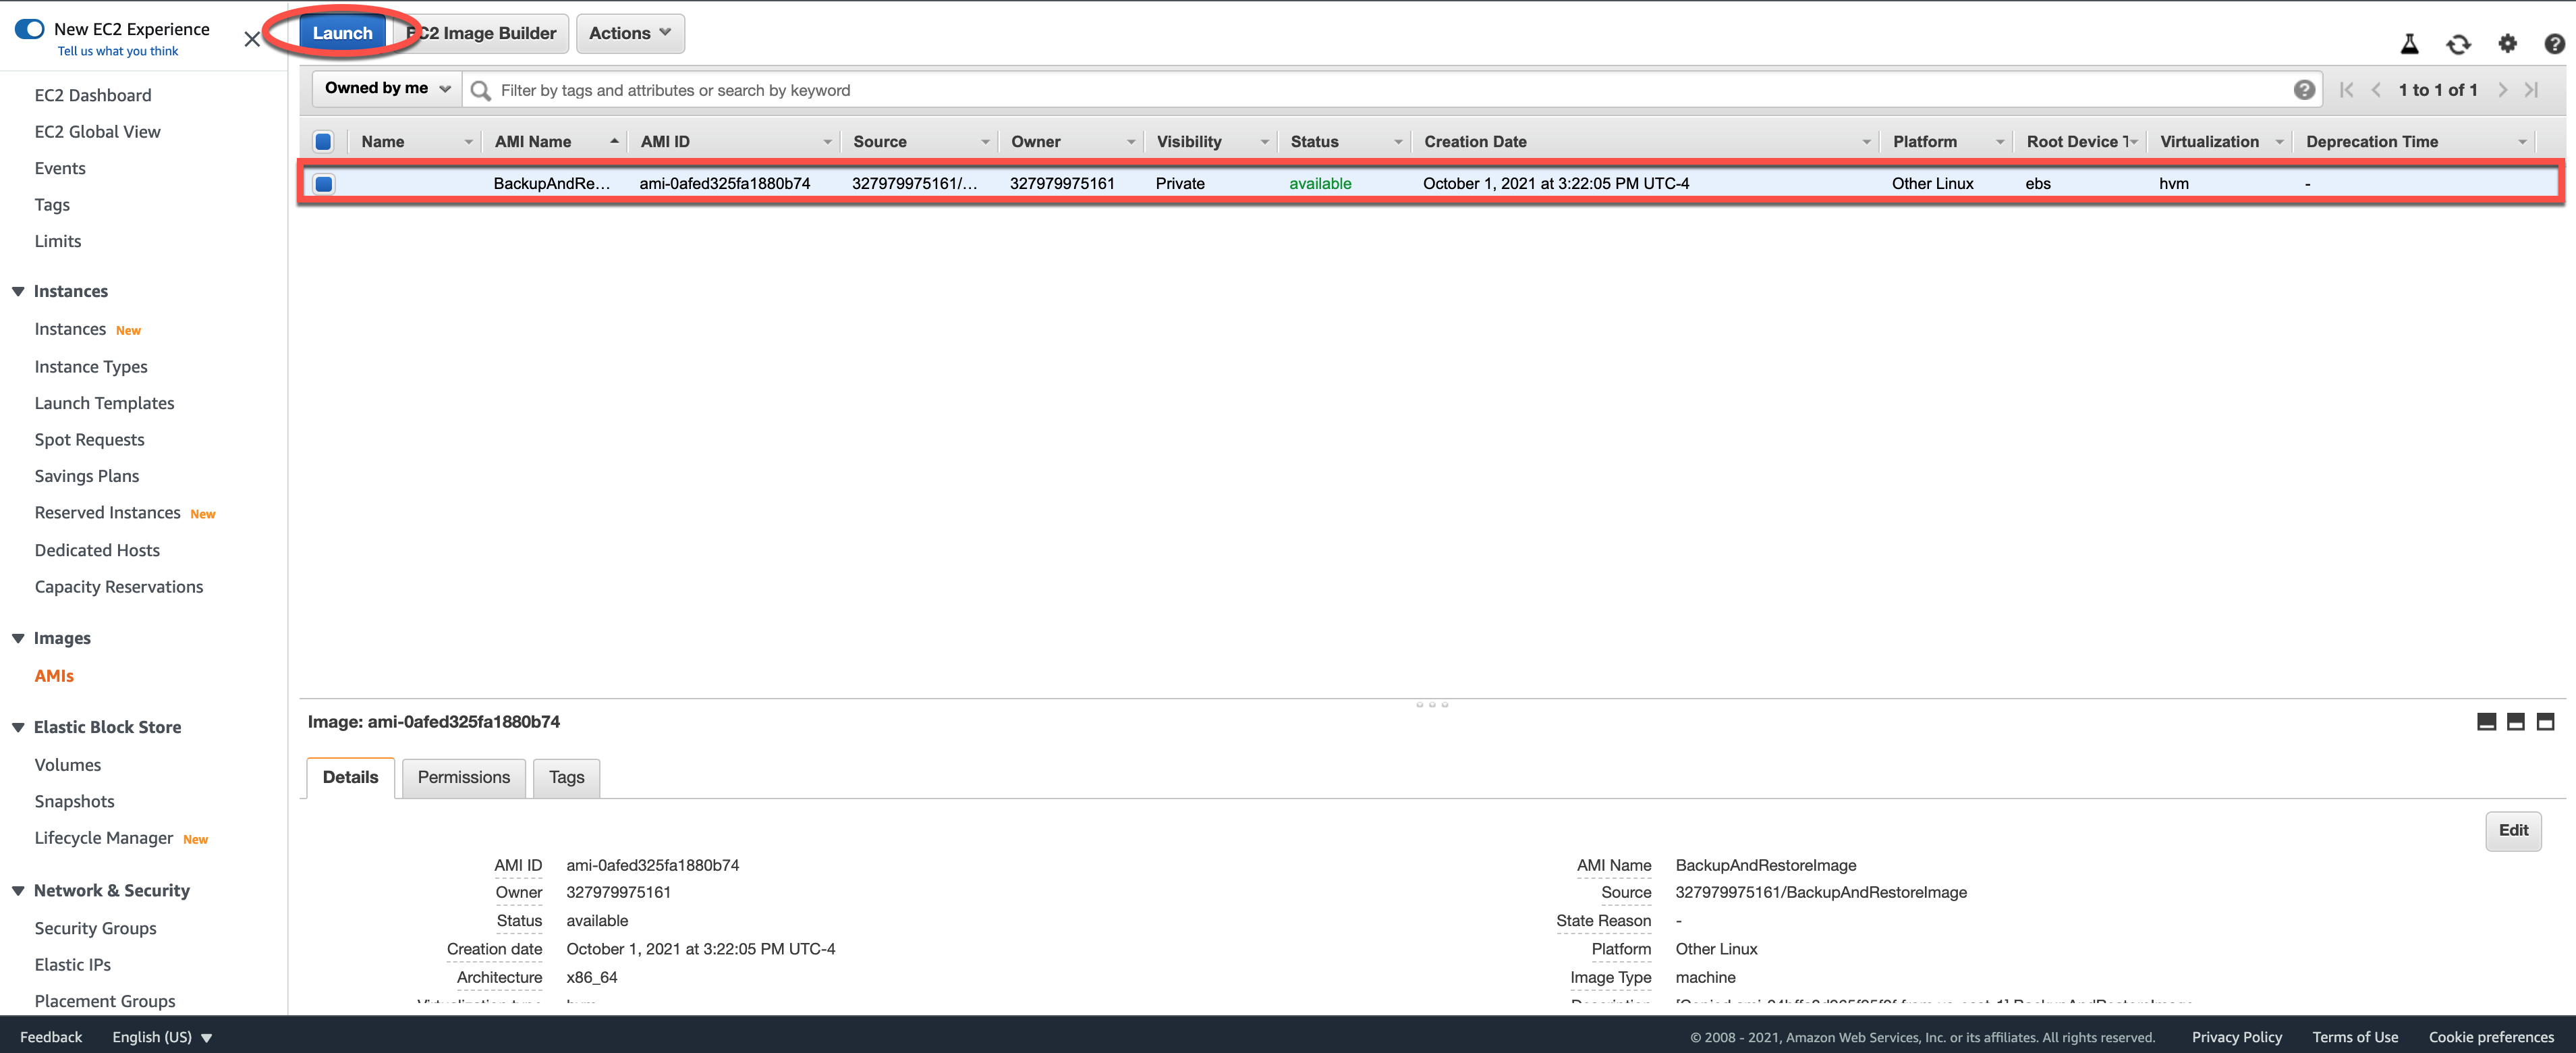 New EC2 Experience
Tell us what you think
Launch
EC2 Image Builder
Actions
Owned by me
Filter by tags and attributes or search by keyword
1 to 1 of 1
Name AMI Name AMI ID Source Owner Visibility Status Creation Date Platform Root Device Virtualization Deprecation Time
BackupAndRe... ami-0afed325fa1880b74 327979975161/... 327979975161 Private available October 1, 2021 at 3:22:05 PM UTC-4 Other Linux ebs hvm -
EC2 Dashboard
EC2 Global View
Events
Tags
Limits
Instances
Instances New
Instance Types
Launch Templates
Spot Requests
Savings Plans
Reserved Instances New
Dedicated Hosts
Capacity Reservations
Images
AMIs
Elastic Block Store
Volumes
Snapshots
Lifecycle Manager New
Network & Security
Security Groups
Elastic IPs
Placement Groups
Image: ami-0afed325fa1880b74
Details Permissions Tags
Edit
AMI ID ami-0afed325fa1880b74
Owner 327979975161
Status available
Creation date October 1, 2021 at 3:22:05 PM UTC-4
Architecture x86_64
AMI Name BackupAndRestoreImage
Source 327979975161/BackupAndRestoreImage
State Reason -
Platform Other Linux
Image Type machine
Feedback English (US)
© 2008 - 2021, Amazon Web Services, Inc. or its affiliates. All rights reserved. Privacy Policy Terms of Use Cookie preferences